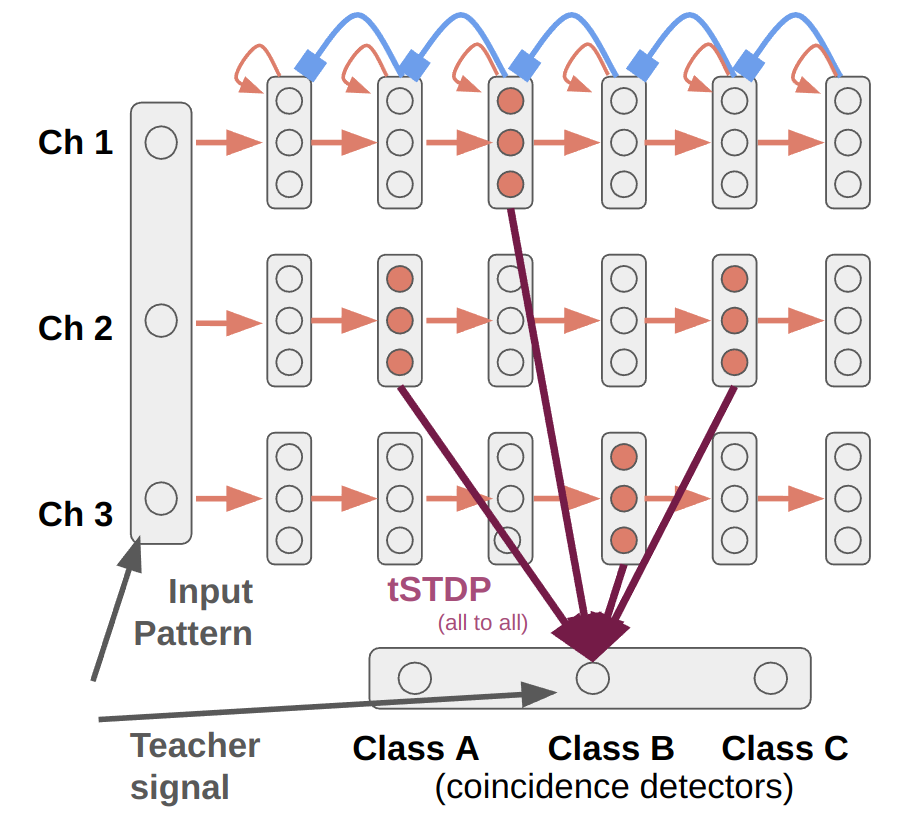 Ch 1
Ch 2
Ch 3
Input
Pattern
tSTDP
(all to all)
Teacher
signal
Class A
Class B
Class C
(coincidence detectors)